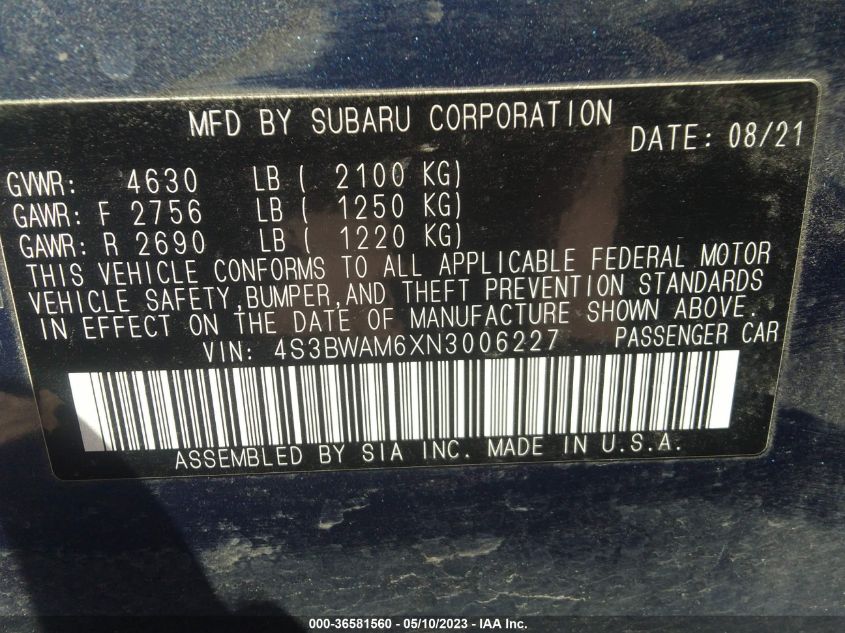 MFD BY SUBARU CORPORATION
DATE: 08/21
GVWR: 4630 LB ( 2100 KG)
GAWR: F 2756 LB ( 1250 KG)
GAWR: R 2690 LB ( 1220 KG)
THIS VEHICLE CONFORMS TO ALL APPLICABLE FEDERAL MOTOR
VEHICLE SAFETY,BUMPER,AND THEFT PREVENTION STANDARDS
IN EFFECT ON THE DATE OF MANUFACTURE SHOWN ABOVE.
VIN: 4S3BWAM6XN3006227 PASSENGER CAR
ASSEMBLED BY SIA INC. MADE IN U.S.A.
000-36581560 - 05/10/2023 - IAA Inc.